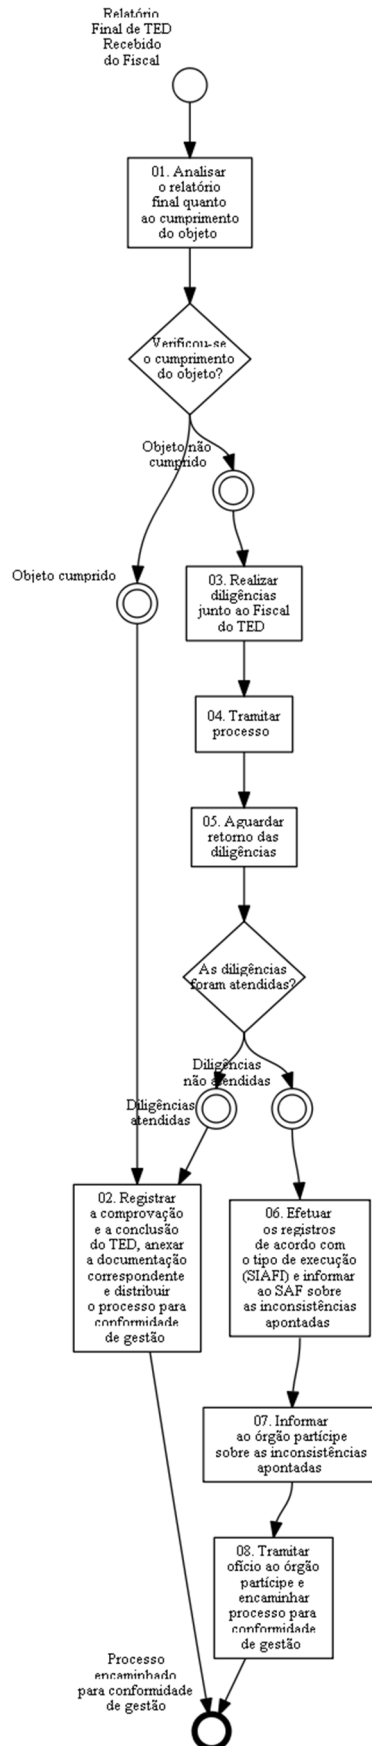 Relatório
Final de TED
Recebido
do Fiscal
01. Analisar
o relatório
final quanto
ao cumprimento
do objeto
Verificou-se
o cumprimento
do objeto?
Objeto não
cumprido
Objeto cumprido
03. Realizar
diligências
junto ao Fiscal
do TED
04. Tramitar
processo
05. Aguardar
retorno das
diligências
As diligências
foram atendidas?
Diligências
não atendidas
Diligências
atendidas
02. Registrar
a comprovação
e a conclusão
do TED, anexar
a documentação
correspondente
e distribuir
o processo para
conformidade
de gestão
06. Efetuar
os registros
de acordo com
o tipo de execução
(SIAFI) e informar
ao SAF sobre
as inconsistências
apontadas
07. Informar
ao órgão partícipe
sobre as inconsistências
apontadas
08. Tramitar
ofício ao órgão
partícipe e
encaminhar
processo para
conformidade
de gestão
Processo
encaminhado
para conformidade
de gestão